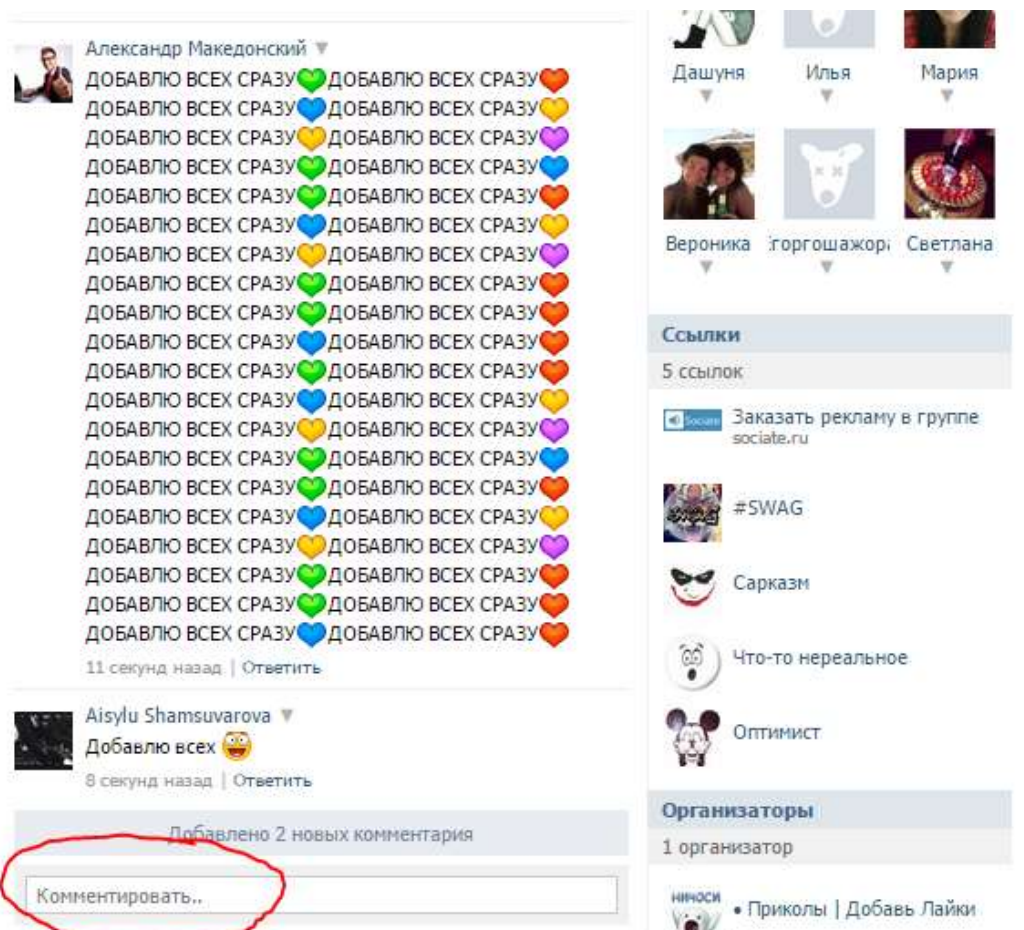 Александр Македонский
ДОБАВЛЮ ВСЕХ СРАЗУ💚ДОБАВЛЮ ВСЕХ СРАЗУ❤
ДОБАВЛЮ ВСЕХ СРАЗУ💙ДОБАВЛЮ ВСЕХ СРАЗУ💛
ДОБАВЛЮ ВСЕХ СРАЗУ💛ДОБАВЛЮ ВСЕХ СРАЗУ💜
ДОБАВЛЮ ВСЕХ СРАЗУ💚ДОБАВЛЮ ВСЕХ СРАЗУ💙
ДОБАВЛЮ ВСЕХ СРАЗУ💚ДОБАВЛЮ ВСЕХ СРАЗУ❤
ДОБАВЛЮ ВСЕХ СРАЗУ💙ДОБАВЛЮ ВСЕХ СРАЗУ💛
ДОБАВЛЮ ВСЕХ СРАЗУ💛ДОБАВЛЮ ВСЕХ СРАЗУ💜
ДОБАВЛЮ ВСЕХ СРАЗУ💚ДОБАВЛЮ ВСЕХ СРАЗУ❤
ДОБАВЛЮ ВСЕХ СРАЗУ💚ДОБАВЛЮ ВСЕХ СРАЗУ❤
ДОБАВЛЮ ВСЕХ СРАЗУ💙ДОБАВЛЮ ВСЕХ СРАЗУ❤
ДОБАВЛЮ ВСЕХ СРАЗУ💚ДОБАВЛЮ ВСЕХ СРАЗУ❤
ДОБАВЛЮ ВСЕХ СРАЗУ💙ДОБАВЛЮ ВСЕХ СРАЗУ💛
ДОБАВЛЮ ВСЕХ СРАЗУ💛ДОБАВЛЮ ВСЕХ СРАЗУ💜
ДОБАВЛЮ ВСЕХ СРАЗУ💚ДОБАВЛЮ ВСЕХ СРАЗУ💙
ДОБАВЛЮ ВСЕХ СРАЗУ💚ДОБАВЛЮ ВСЕХ СРАЗУ❤
ДОБАВЛЮ ВСЕХ СРАЗУ💙ДОБАВЛЮ ВСЕХ СРАЗУ💛
ДОБАВЛЮ ВСЕХ СРАЗУ💛ДОБАВЛЮ ВСЕХ СРАЗУ💜
ДОБАВЛЮ ВСЕХ СРАЗУ💚ДОБАВЛЮ ВСЕХ СРАЗУ❤
ДОБАВЛЮ ВСЕХ СРАЗУ💚ДОБАВЛЮ ВСЕХ СРАЗУ❤
ДОБАВЛЮ ВСЕХ СРАЗУ💙ДОБАВЛЮ ВСЕХ СРАЗУ❤
11 секунд назад | Ответить
Aisylu Shamsuvarova
Добавлю всех
8 секунд назад | Ответить
Добавлено 2 новых комментария
Комментировать..
Дашуня Илья Мария
Вероника Светлана
Ссылки
5 ссылок
Sociate
Заказать рекламу в группе
sociate.ru
SWAG
#SWAG
Сарказм
Что-то нереальное
Оптимист
Организаторы
1 организатор
НИЧОСИ
• Приколы | Добавь Лайки